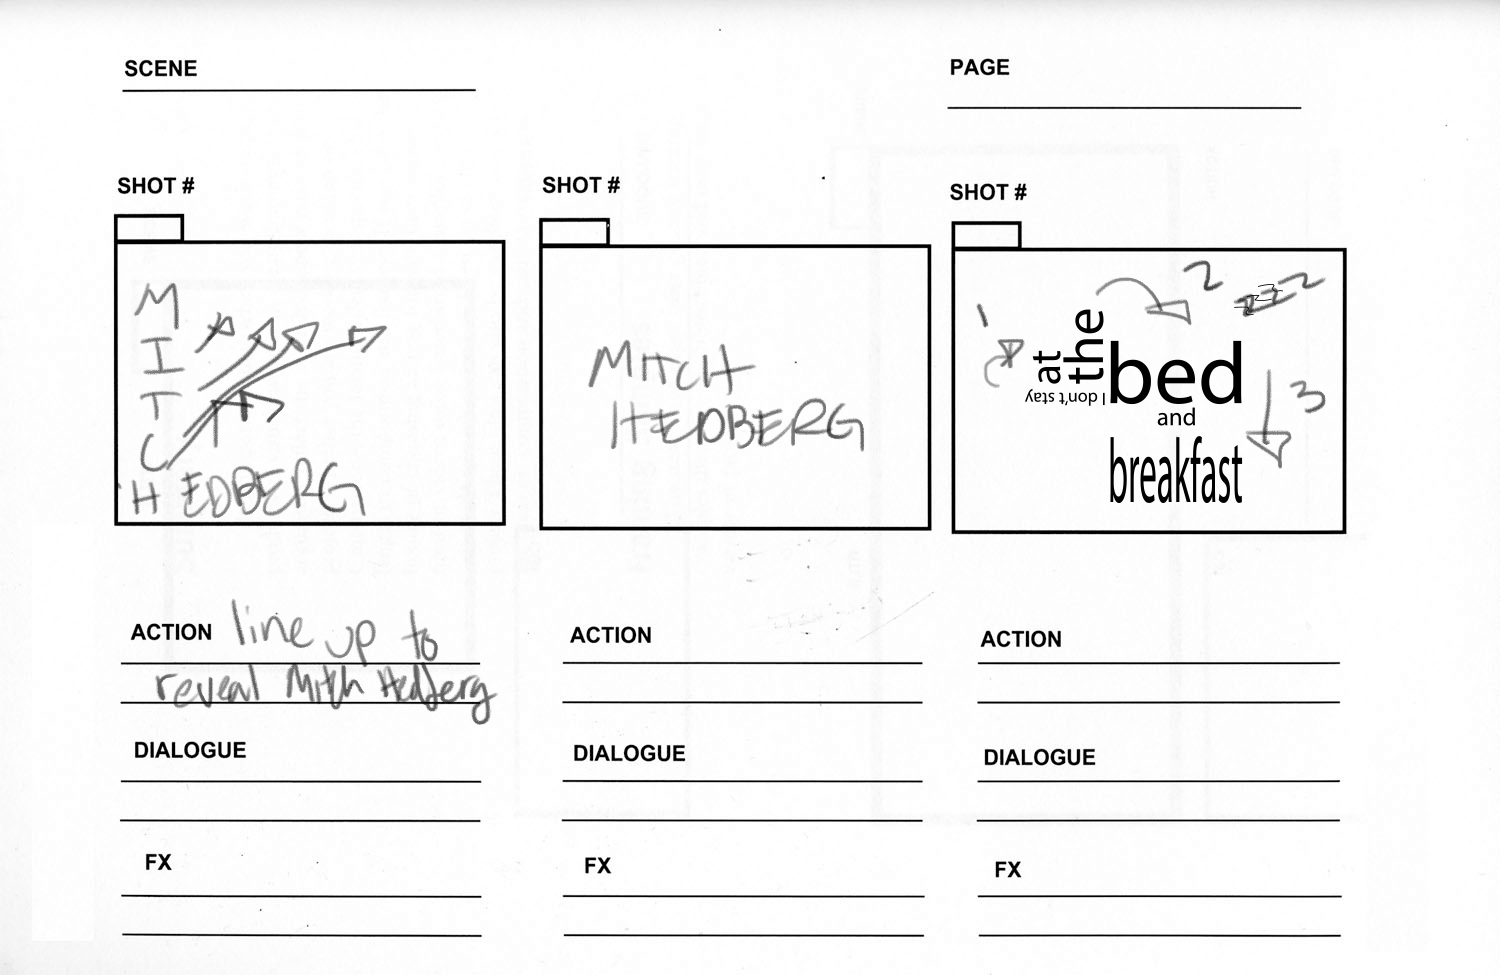 SCENE
PAGE
SHOT #
SHOT #
SHOT #
M
I
T
C
H EDBERG
MITCH
HEDBERG
1
2
3
I don't stay
at
the
bed
and
breakfast
ACTION line up to
reveal Mitch Hedberg
ACTION
ACTION
DIALOGUE
DIALOGUE
DIALOGUE
FX
FX
FX